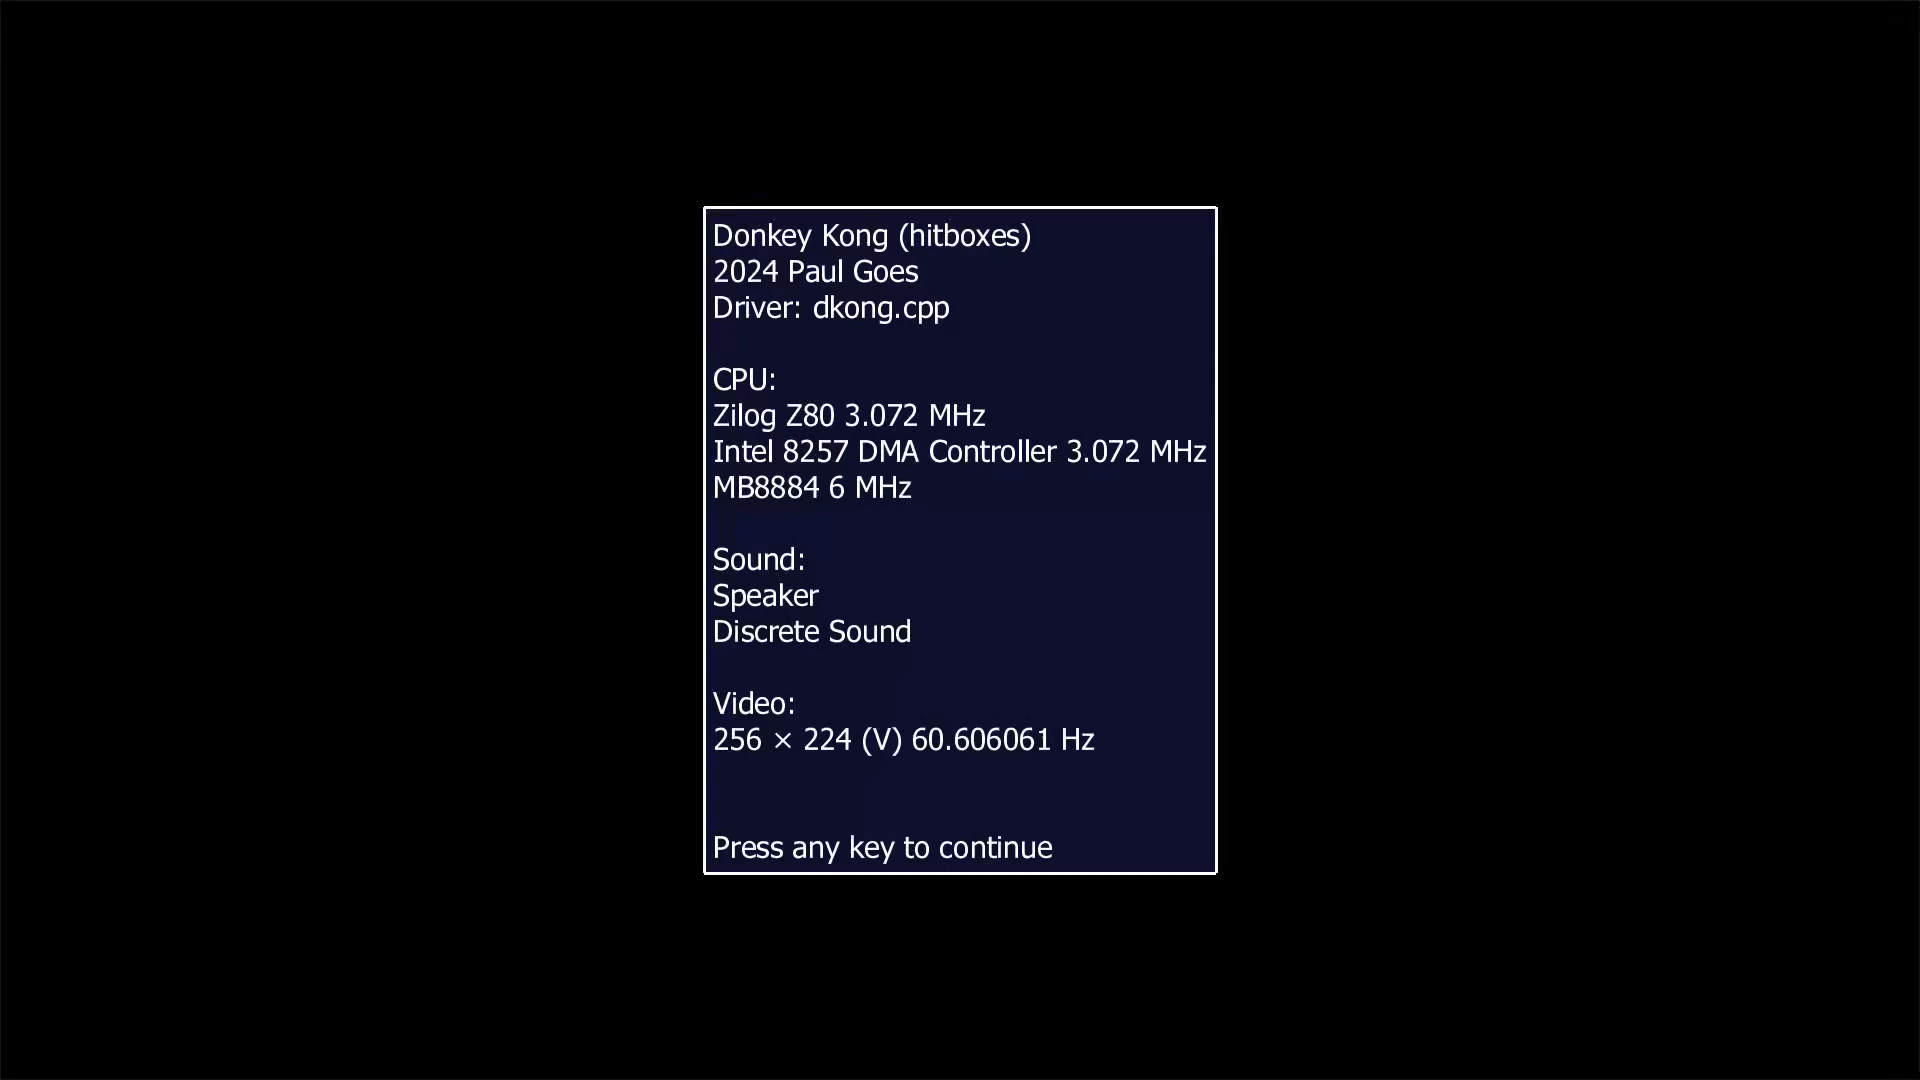 Donkey Kong (hitboxes)
2024 Paul Goes
Driver: dkong.cpp
CPU:
Zilog Z80 3.072 MHz
Intel 8257 DMA Controller 3.072 MHz
MB8884 6 MHz
Sound:
Speaker
Discrete Sound
Video:
256 × 224 (V) 60.606061 Hz
Press any key to continue